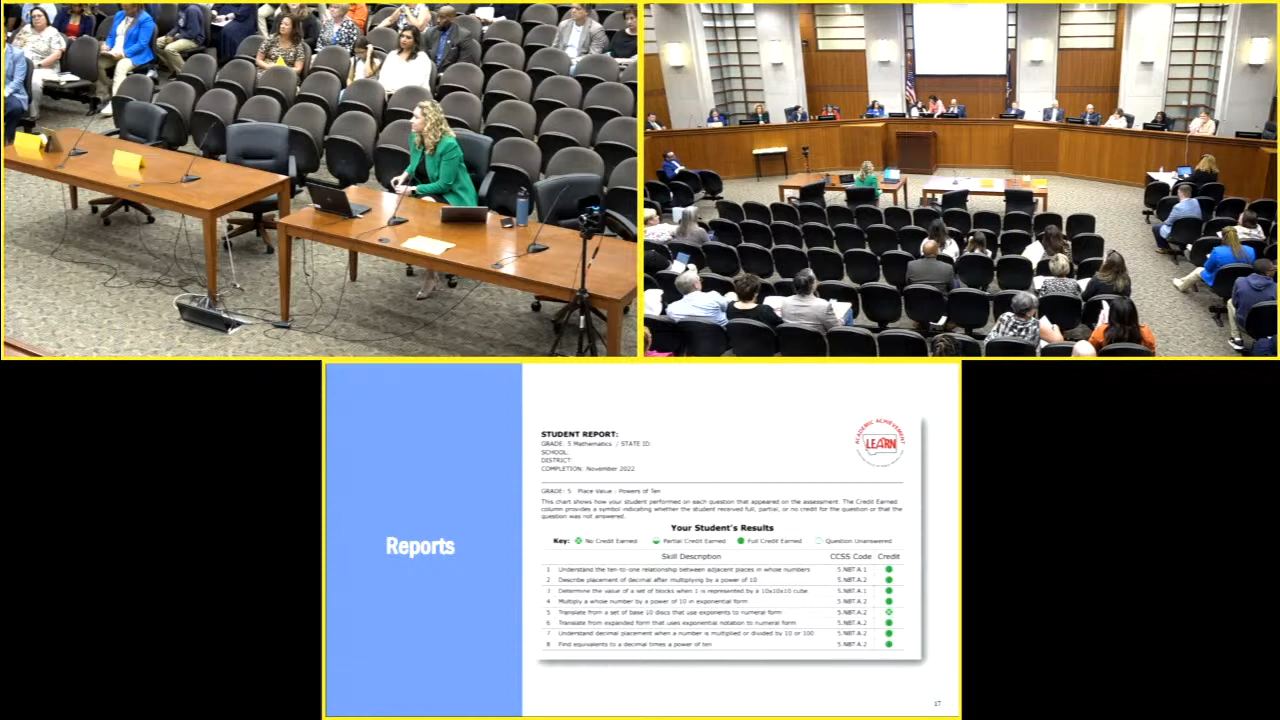 Reports
STUDENT REPORT:
GRADE: 5 Mathematics / STATE ID:
SCHOOL:
DISTRICT:
COMPLETION: November 2022
ACADEMIC ACHIEVEMENT
LEARN
GRADE: 5 Place Value : Powers of Ten
This chart shows how your student performed on each question that appeared on the assessment. The Credit Earned
column provides a symbol indicating whether the student received full, partial, or no credit for the question or that the
question was not answered.
Your Student's Results
Key: No Credit Earned Partial Credit Earned Full Credit Earned Question Unanswered
Skill Description CCSS Code Credit
1 Understand the ten-to-one relationship between adjacent places in whole numbers 5.NBT.A.1
2 Describe placement of decimal after multiplying by a power of 10 5.NBT.A.2
3 Determine the value of a set of blocks when 1 is represented by a 10x10x10 cube. 5.NBT.A.1
4 Multiply a whole number by a power of 10 in exponential form 5.NBT.A.2
5 Translate from a set of base 10 discs that use exponents to numeral form 5.NBT.A.2
6 Translate from expanded form that uses exponential notation to numeral form 5.NBT.A.2
7 Understand decimal placement when a number is multiplied or divided by 10 or 100 5.NBT.A.2
8 Find equivalents to a decimal times a power of ten 5.NBT.A.2
17